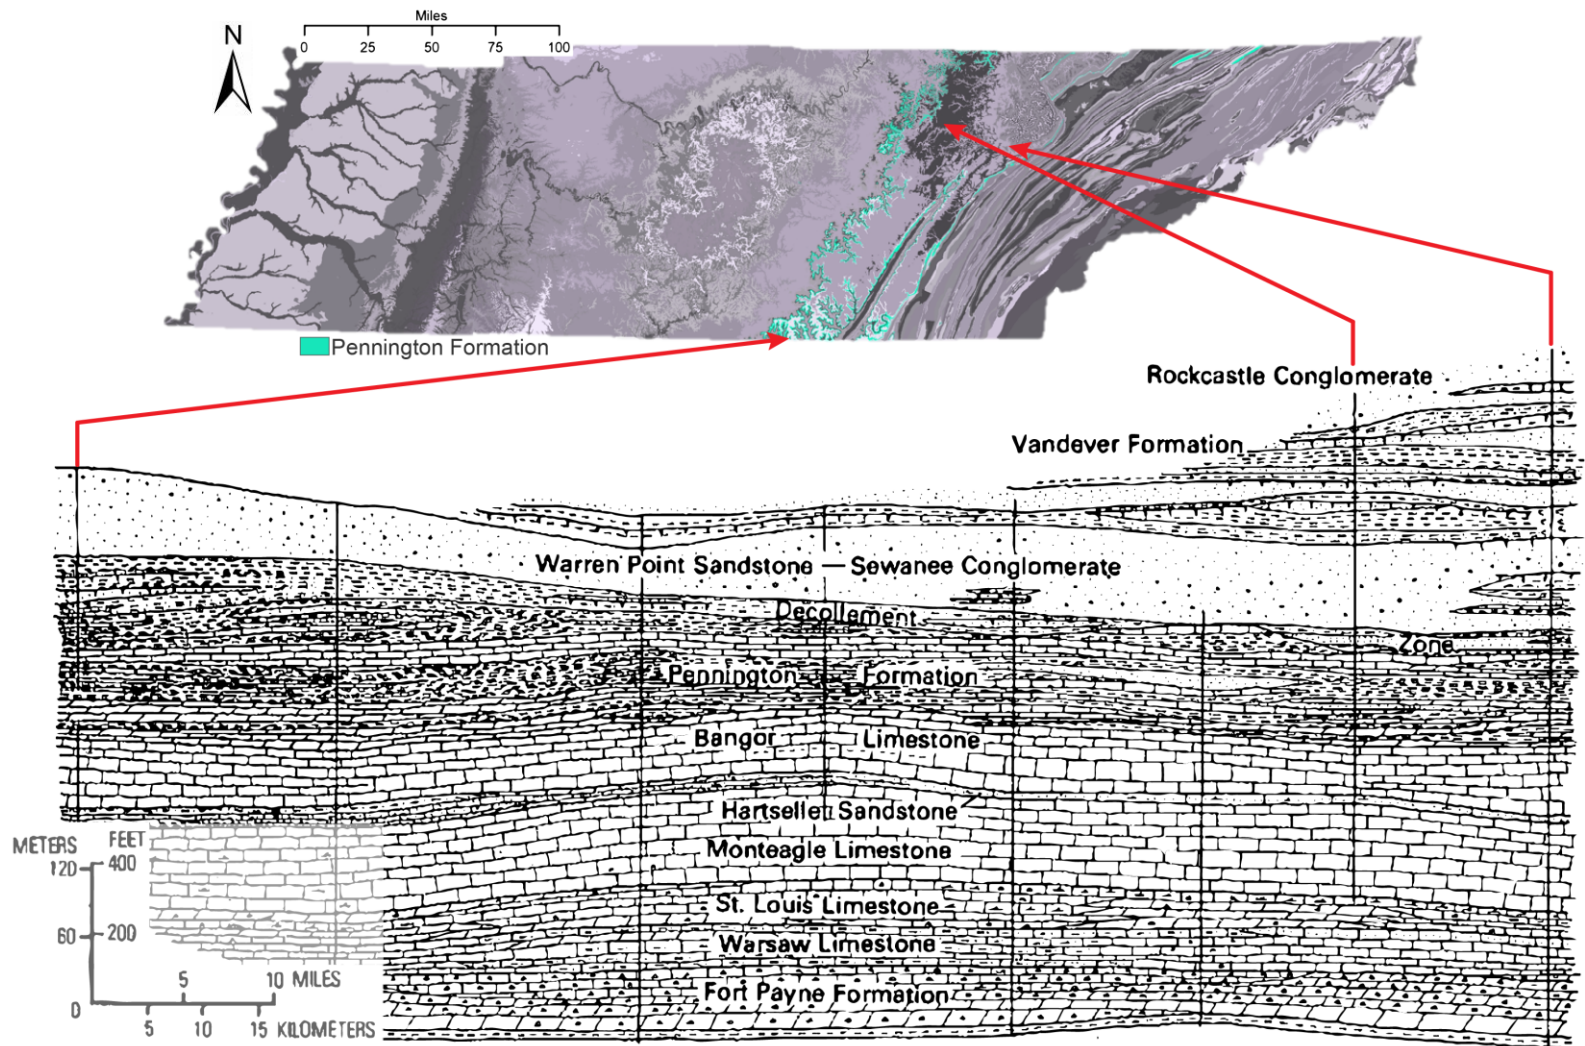 Miles
N
0 25 50 75 100
Pennington Formation
Rockcastle Conglomerate
Vandever Formation
Warren Point Sandstone — Sewanee Conglomerate
Decollement
Zone
Pennington Formation
Bangor Limestone
Hartselle Sandstone
Monteagle Limestone
St. Louis Limestone
Warsaw Limestone
Fort Payne Formation
METERS FEET
120 400
60 200
0
5 10 MILES
5 10 15 KILOMETERS